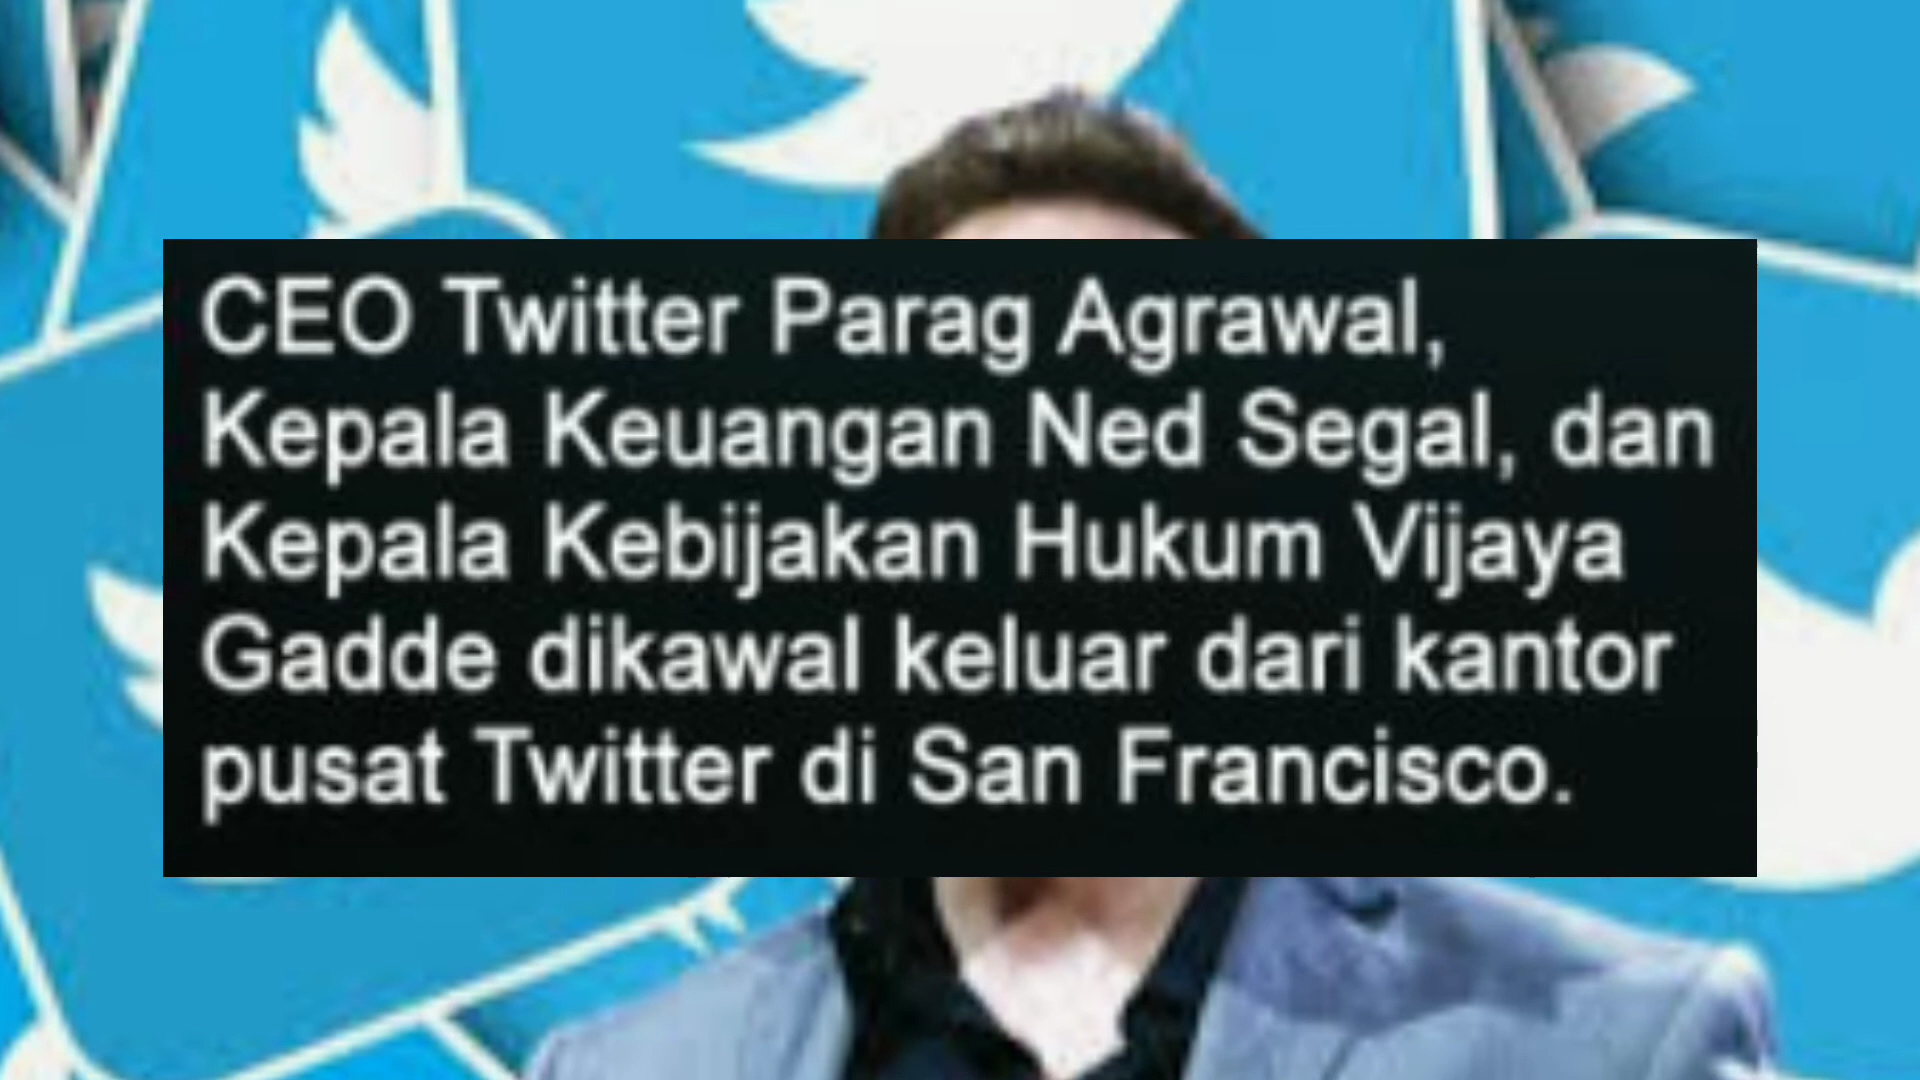 CEO Twitter Parag Agrawal,
Kepala Keuangan Ned Segal, dan
Kepala Kebijakan Hukum Vijaya
Gadde dikawal keluar dari kantor
pusat Twitter di San Francisco.